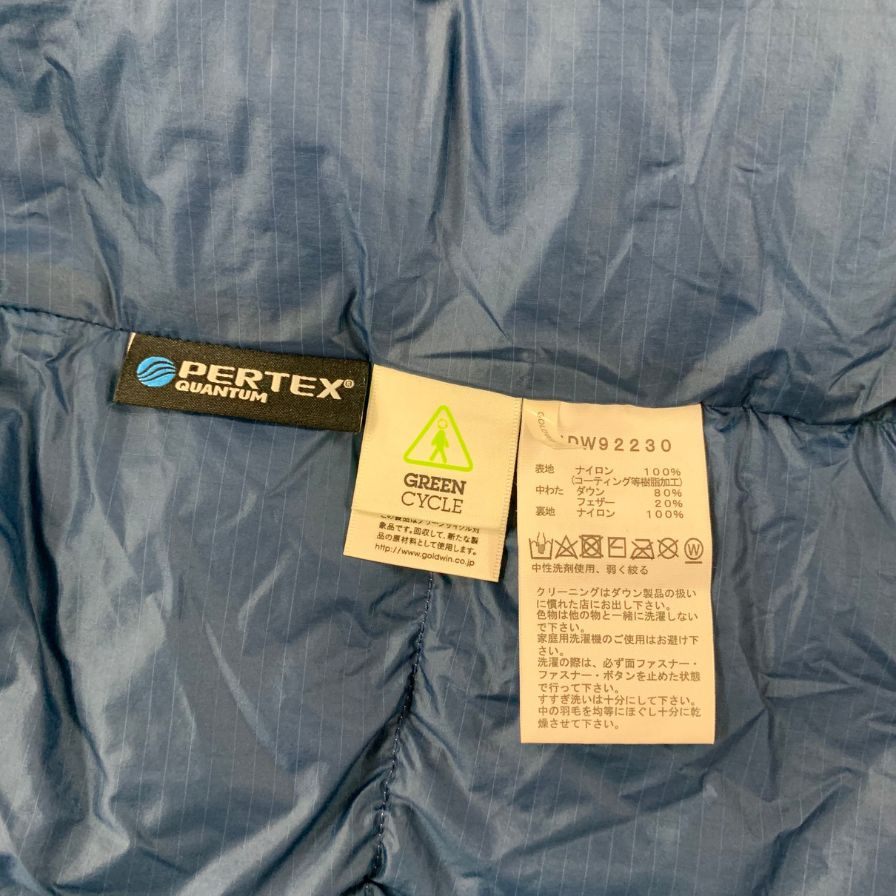 PERTEX®
QUANTUM
GREEN
CYCLE
この製品はグリーンサイクル対
象品です。回収して、新たな製
品の原材料として使用します。
http://www.goldwin.co.jp
DW92230
表地 ナイロン 100%
(コーティング等樹脂加工)
中わた ダウン 80%
フェザー 20%
裏地 ナイロン 100%
W
中性洗剤使用、弱く絞る
クリーニングはダウン製品の扱い
に慣れた店にお出し下さい。
色物は他の物と一緒に洗濯しない
で下さい。
家庭用洗濯機のご使用はお避け下
さい。
洗濯の際は、必ず面ファスナー・
ファスナー・ボタンを止めた状態
で行って下さい。
すすぎ洗いは十分にして下さい。
中の羽毛を均等にほぐし十分に乾
燥させて下さい。